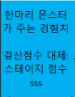 한마리 몬스터
가 주는 경험치
결산점수 대체:
스테이지 점수
sss